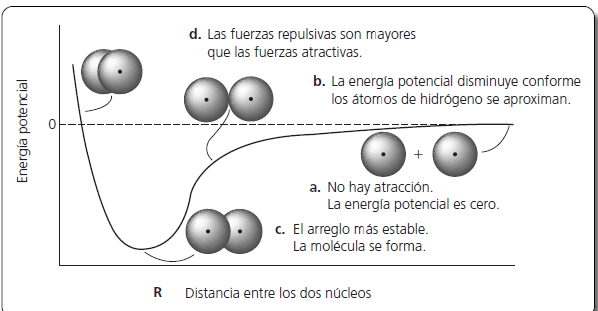 d. Las fuerzas repulsivas son mayores
que las fuerzas atractivas.
b. La energía potencial disminuye conforme
los átomos de hidrógeno se aproximan.
Energía potencial
0
+
a. No hay atracción.
La energía potencial es cero.
c. El arreglo más estable.
La molécula se forma.
R Distancia entre los dos núcleos